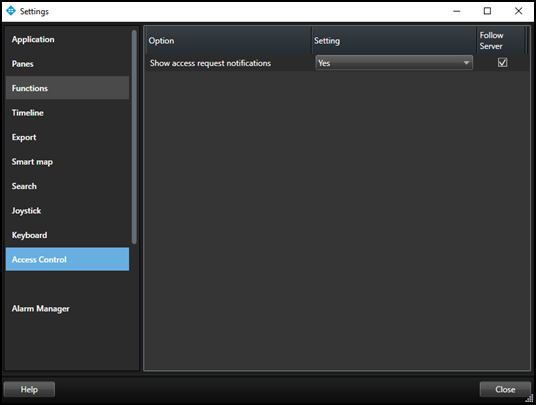 Settings
Application
Panes
Functions
Timeline
Export
Smart map
Search
Joystick
Keyboard
Access Control
Alarm Manager
Option
Setting
Follow
Server
Show access request notifications
Yes
Help
Close